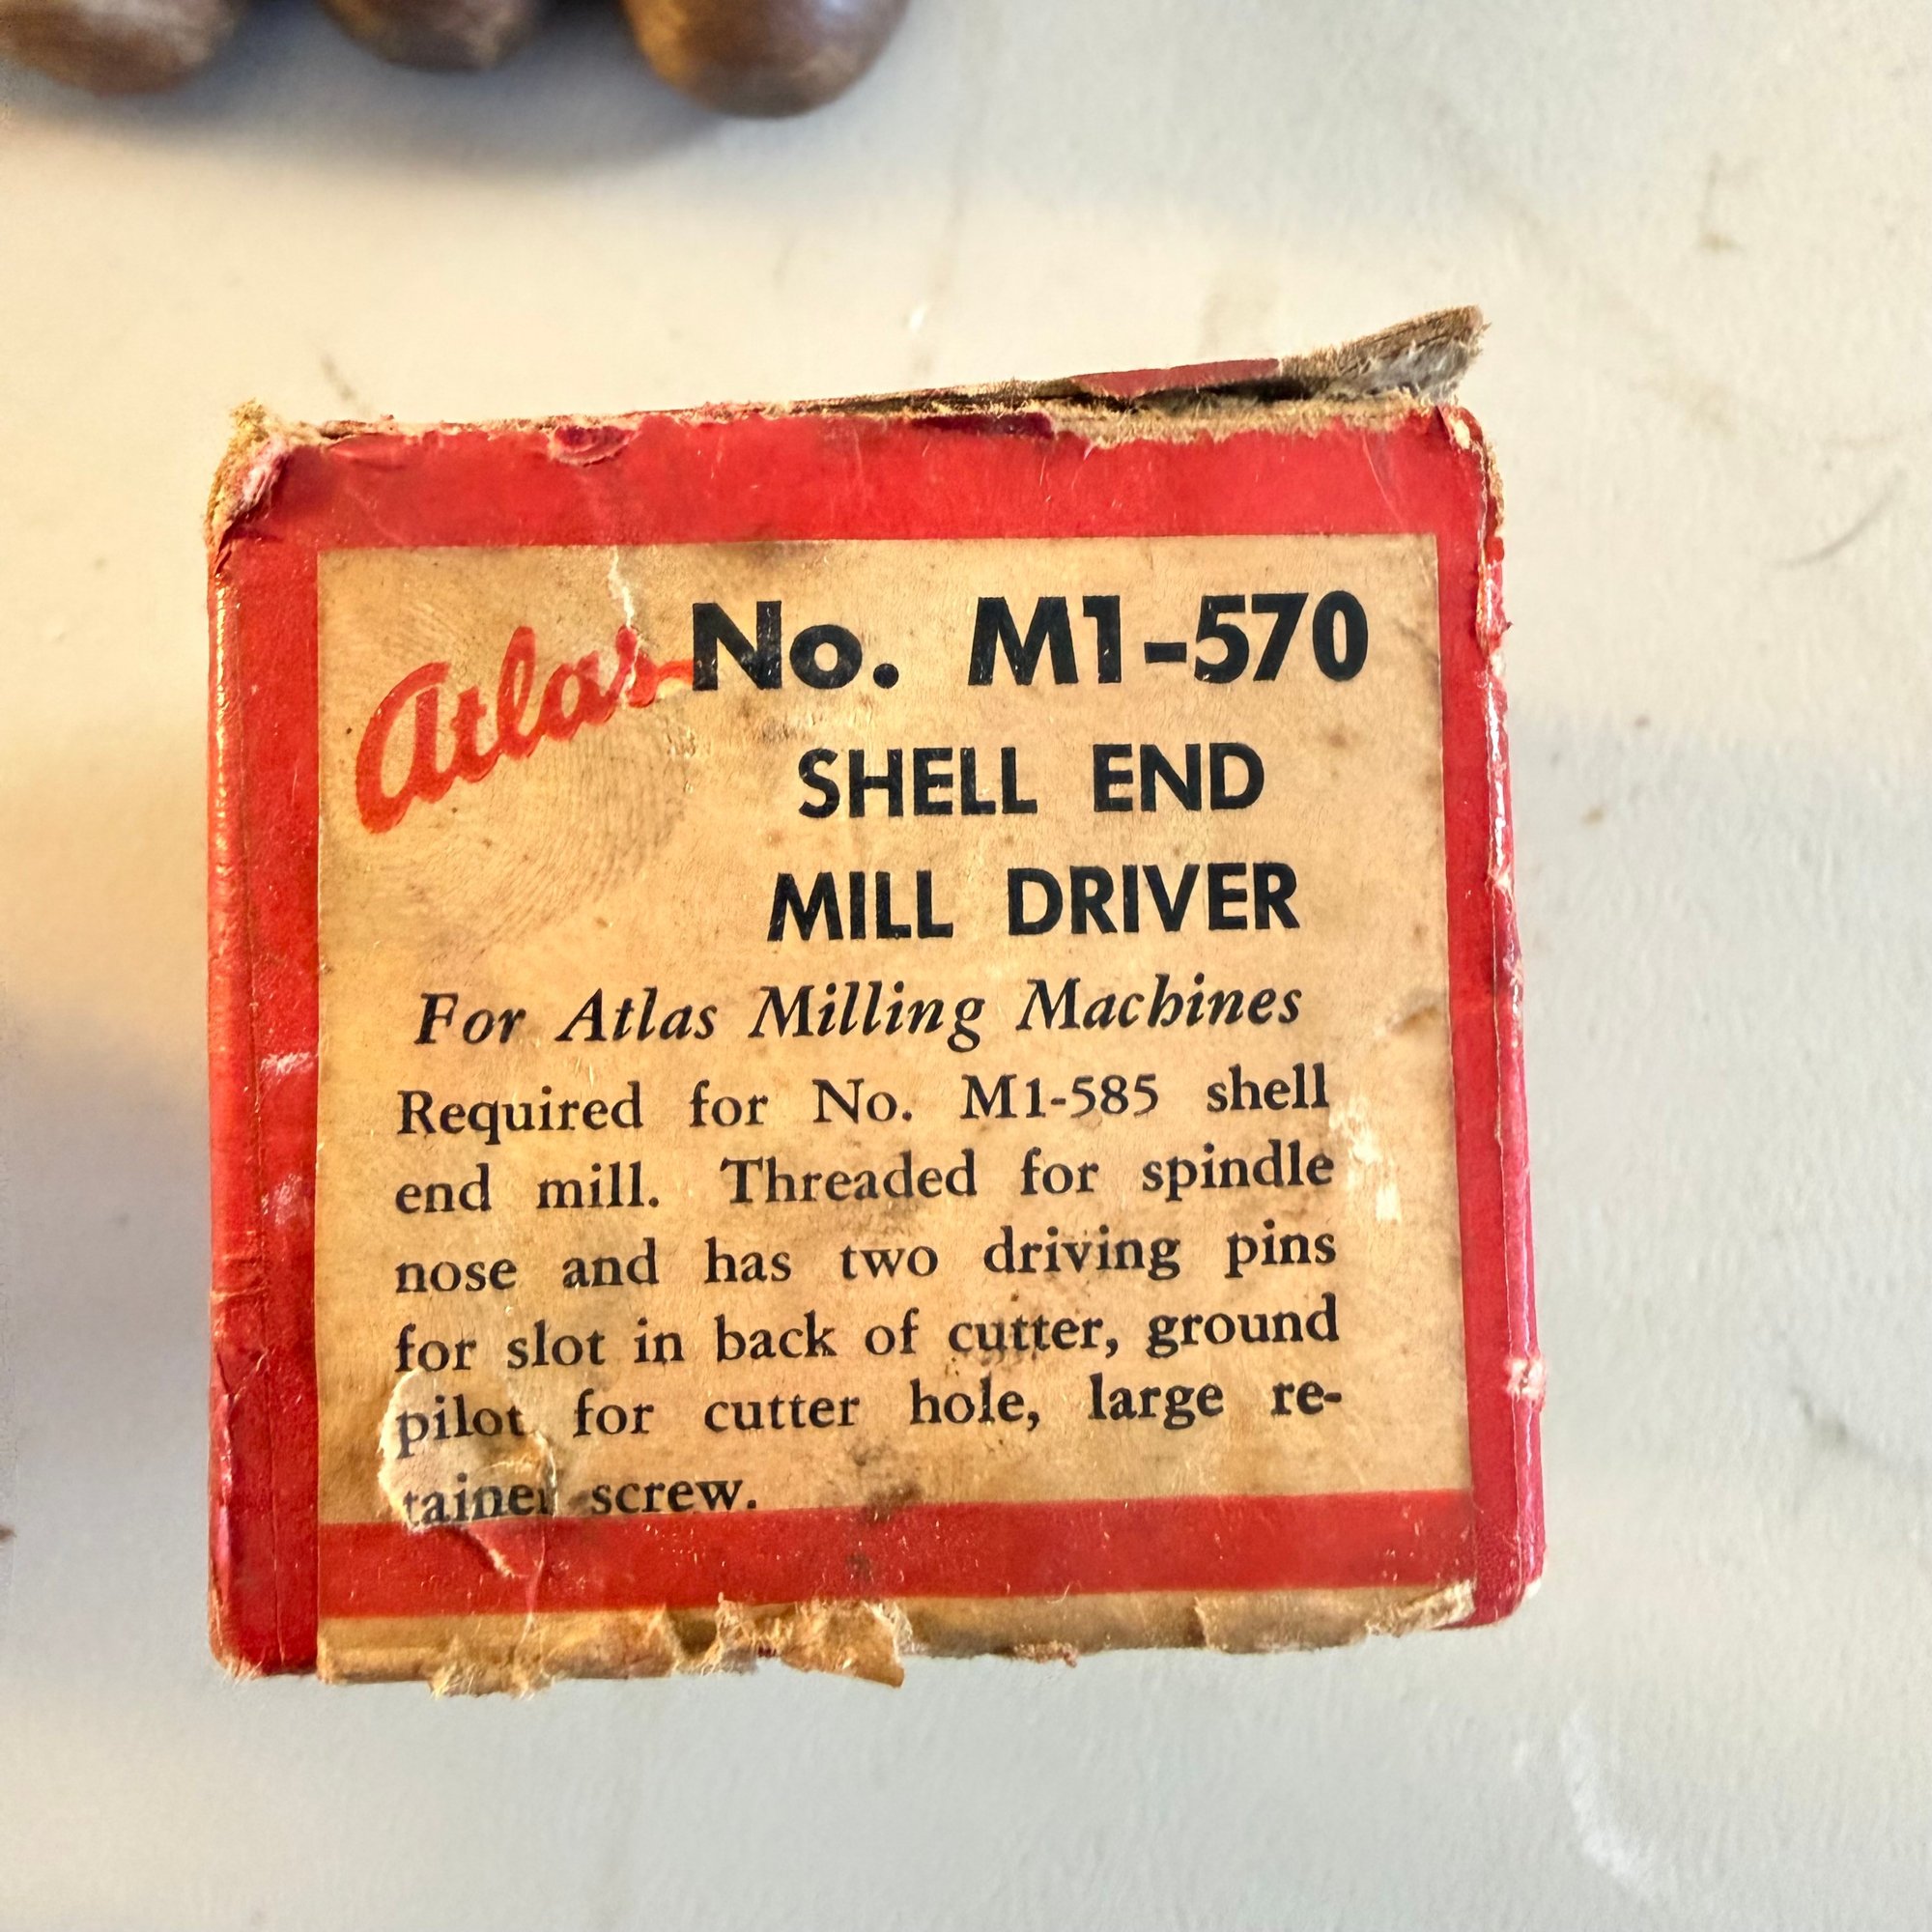 Atlas No. M1-570
SHELL END
MILL DRIVER
For Atlas Milling Machines
Required for No. M1-585 shell
end mill. Threaded for spindle
nose and has two driving pins
for slot in back of cutter, ground
pilot for cutter hole, large re-
tainer screw.